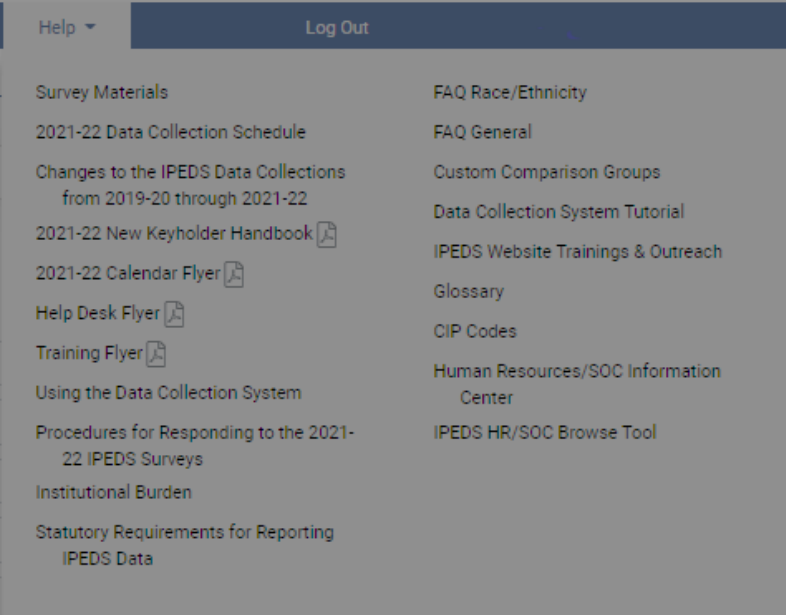 Help
Log Out
Survey Materials
2021-22 Data Collection Schedule
Changes to the IPEDS Data Collections
from 2019-20 through 2021-22
2021-22 New Keyholder Handbook
2021-22 Calendar Flyer
Help Desk Flyer
Training Flyer
Using the Data Collection System
Procedures for Responding to the 2021-
22 IPEDS Surveys
Institutional Burden
Statutory Requirements for Reporting
IPEDS Data
FAQ Race/Ethnicity
FAQ General
Custom Comparison Groups
Data Collection System Tutorial
IPEDS Website Trainings & Outreach
Glossary
CIP Codes
Human Resources/SOC Information
Center
IPEDS HR/SOC Browse Tool